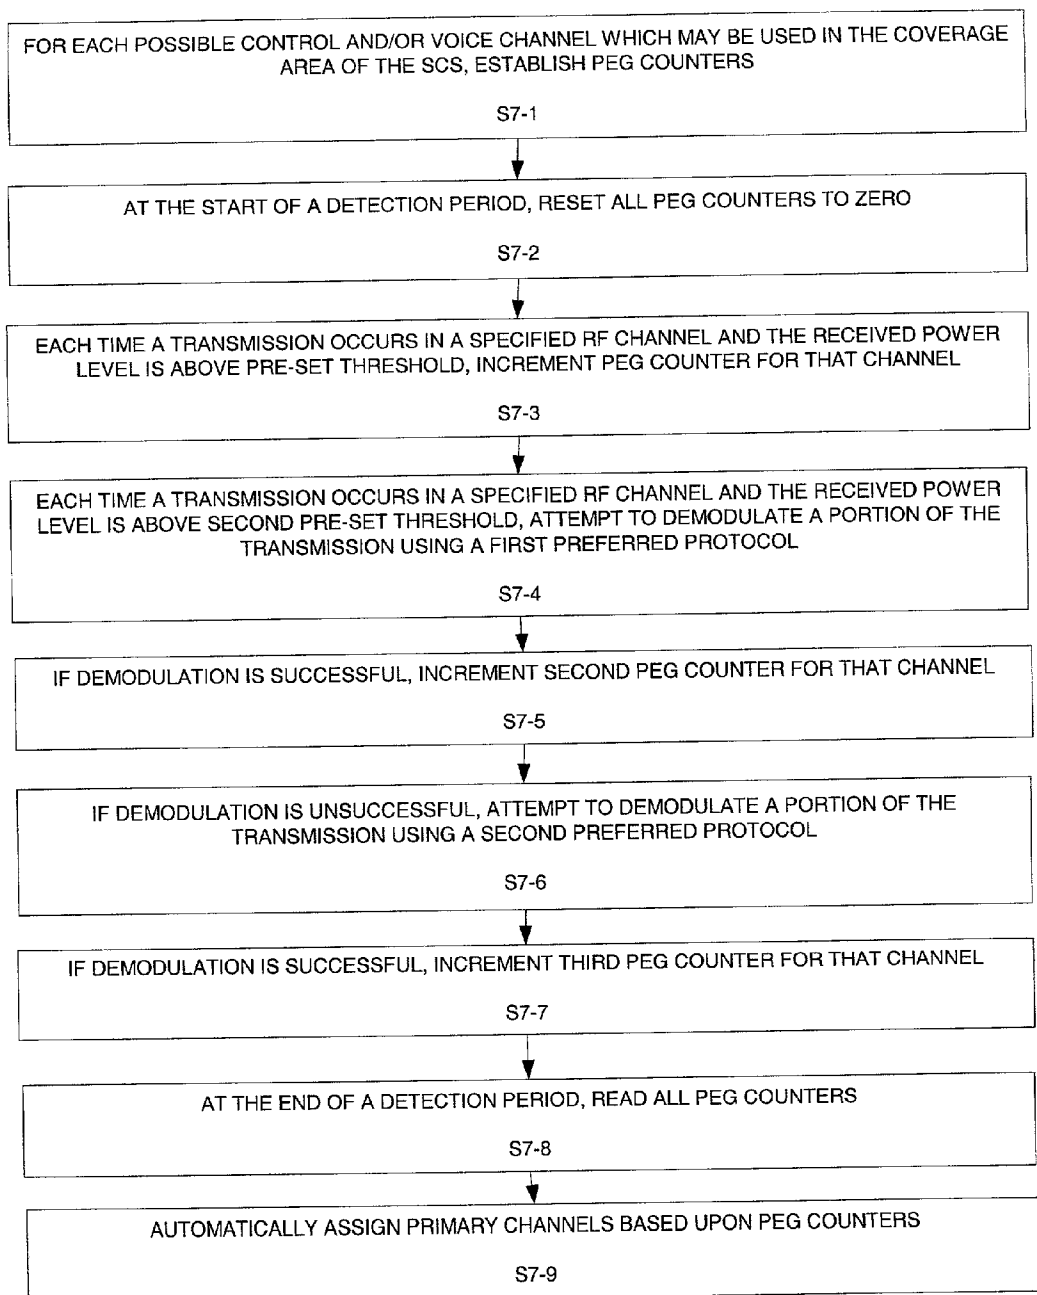 FOR EACH POSSIBLE CONTROL AND/OR VOICE CHANNEL WHICH MAY BE USED IN THE COVERAGE
AREA OF THE SCS, ESTABLISH PEG COUNTERS
S7-1
AT THE START OF A DETECTION PERIOD, RESET ALL PEG COUNTERS TO ZERO
S7-2
EACH TIME A TRANSMISSION OCCURS IN A SPECIFIED RF CHANNEL AND THE RECEIVED POWER
LEVEL IS ABOVE PRE-SET THRESHOLD, INCREMENT PEG COUNTER FOR THAT CHANNEL
S7-3
EACH TIME A TRANSMISSION OCCURS IN A SPECIFIED RF CHANNEL AND THE RECEIVED POWER
LEVEL IS ABOVE SECOND PRE-SET THRESHOLD, ATTEMPT TO DEMODULATE A PORTION OF THE
TRANSMISSION USING A FIRST PREFERRED PROTOCOL
S7-4
IF DEMODULATION IS SUCCESSFUL, INCREMENT SECOND PEG COUNTER FOR THAT CHANNEL
S7-5
IF DEMODULATION IS UNSUCCESSFUL, ATTEMPT TO DEMODULATE A PORTION OF THE
TRANSMISSION USING A SECOND PREFERRED PROTOCOL
S7-6
IF DEMODULATION IS SUCCESSFUL, INCREMENT THIRD PEG COUNTER FOR THAT CHANNEL
S7-7
AT THE END OF A DETECTION PERIOD, READ ALL PEG COUNTERS
S7-8
AUTOMATICALLY ASSIGN PRIMARY CHANNELS BASED UPON PEG COUNTERS
S7-9